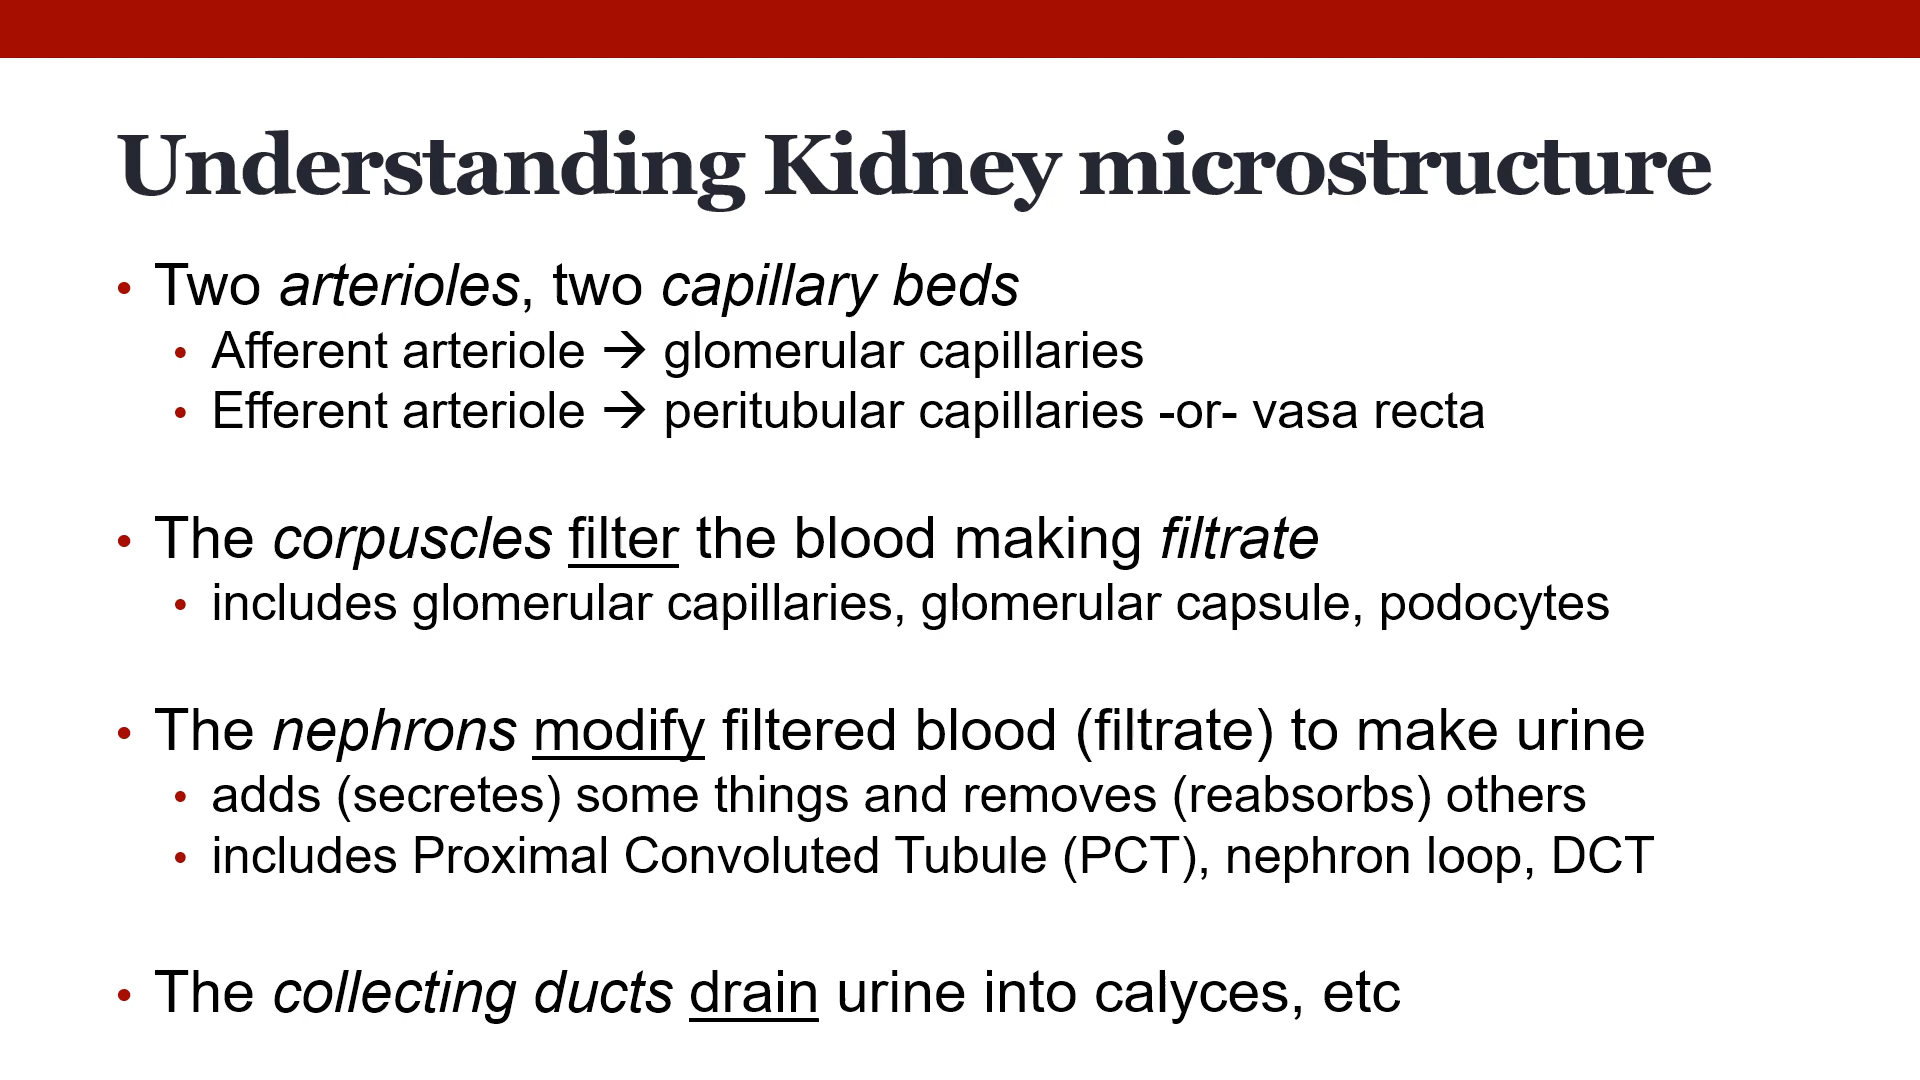 Understanding Kidney microstructure
• Two arterioles, two capillary beds
• Afferent arteriole → glomerular capillaries
• Efferent arteriole → peritubular capillaries -or- vasa recta
• The corpuscles filter the blood making filtrate
• includes glomerular capillaries, glomerular capsule, podocytes
• The nephrons modify filtered blood (filtrate) to make urine
• adds (secretes) some things and removes (reabsorbs) others
• includes Proximal Convoluted Tubule (PCT), nephron loop, DCT
• The collecting ducts drain urine into calyces, etc